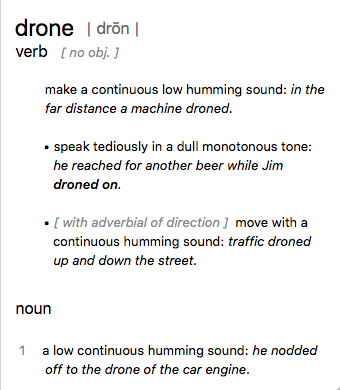 drone | drōn |
verb [ no obj. ]
make a continuous low humming sound: in the
far distance a machine droned.
• speak tediously in a dull monotonous tone:
he reached for another beer while Jim
droned on.
• [ with adverbial of direction ] move with a
continuous humming sound: traffic droned
up and down the street.
noun
1 a low continuous humming sound: he nodded
off to the drone of the car engine.